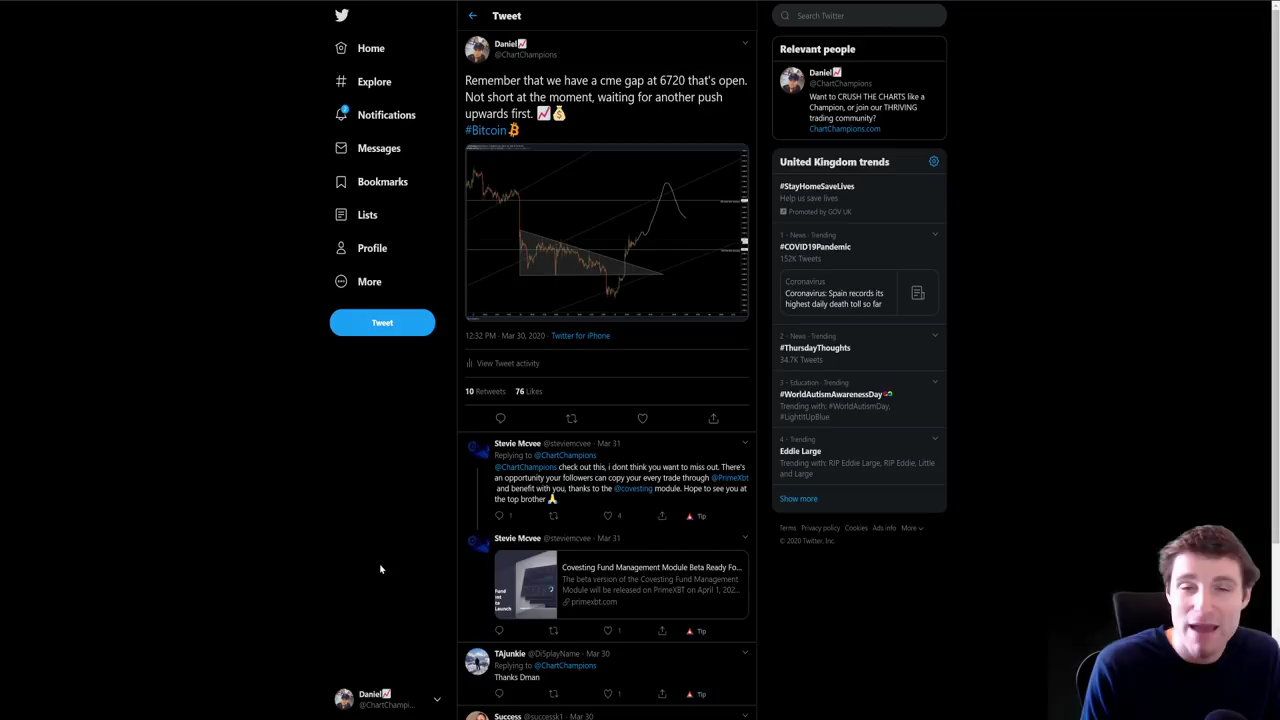 Home
Explore
2
Notifications
Messages
Bookmarks
Lists
Profile
More
Tweet
Daniel
@ChartChampi...
Tweet
Daniel
@ChartChampions
Remember that we have a cme gap at 6720 that's open.
Not short at the moment, waiting for another push
upwards first.
#Bitcoin
12:32 PM · Mar 30, 2020 · Twitter for iPhone
View Tweet activity
10 Retweets 76 Likes
Stevie Mcvee @steviemcvee · Mar 31
Replying to @ChartChampions
@ChartChampions check out this, i dont think you want to miss out. There's
an opportunity your followers can copy your every trade through @PrimeXbt
and benefit with you, thanks to the @covesting module. Hope to see you at
the top brother
1 4 Tip
Stevie Mcvee @steviemcvee · Mar 31
Covesting Fund Management Module Beta Ready Fo...
The beta version of the Covesting Fund Management
Module will be released on PrimeXBT on April 1, 202...
primexbt.com
1 Tip
TAjunkie @Di5playName · Mar 30
Replying to @ChartChampions
Thanks Dman
1 Tip
Success @successk1 · Mar 30
Search Twitter
Relevant people
Daniel
@ChartChampions
Want to CRUSH THE CHARTS like a
Champion, or join our THRIVING
trading community?
ChartChampions.com
United Kingdom trends
#StayHomeSaveLives
Help us save lives
Promoted by GOV UK
1 · News · Trending
#COVID19Pandemic
152K Tweets
Coronavirus
Coronavirus: Spain records its
highest daily death toll so far
2 · News · Trending
#ThursdayThoughts
34.7K Tweets
3 · Education · Trending
#WorldAutismAwarenessDay
Trending with: #WorldAutismDay,
#LightItUpBlue
4 · Trending
Eddie Large
Trending with: RIP Eddie Large, RIP Eddie, Little
and Large
Show more
Terms Privacy policy Cookies Ads info More
© 2020 Twitter, Inc.